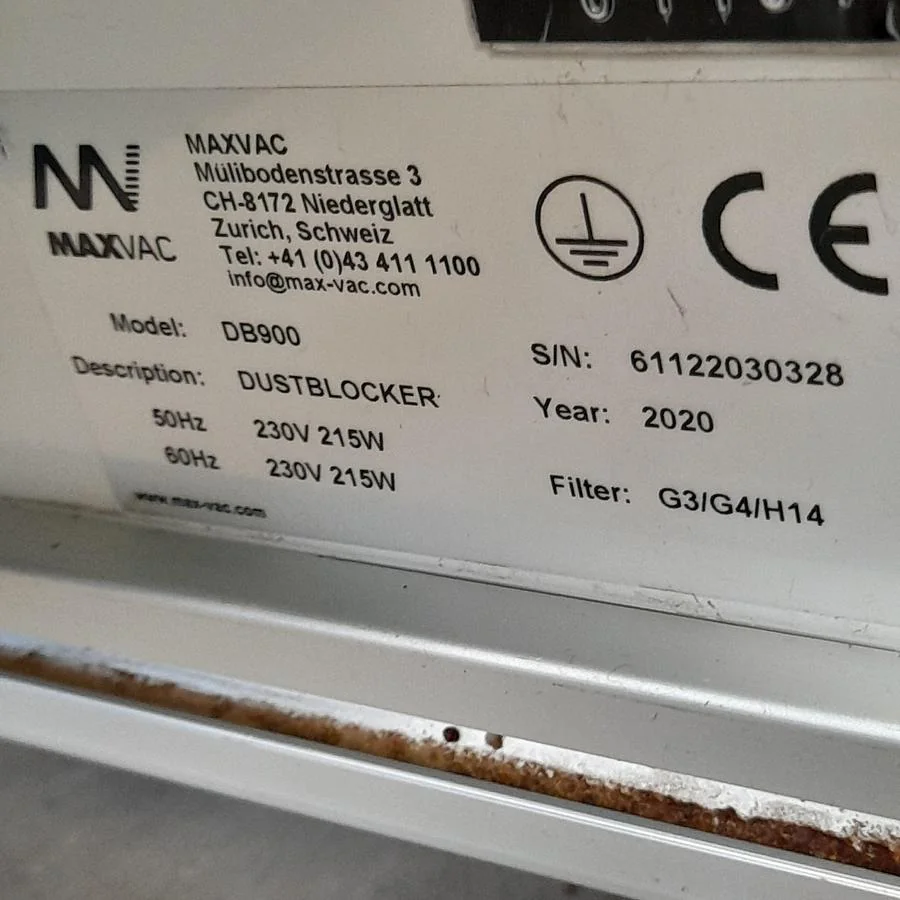 MAXVAC
MAXVAC
Mülibodenstrasse 3
CH-8172 Niederglatt
Zurich, Schweiz
Tel: +41 (0)43 411 1100
info@max-vac.com
CE
Model: DB900
Description: DUSTBLOCKER
50Hz 230V 215W
60Hz 230V 215W
www.max-vac.com
S/N: 61122030328
Year: 2020
Filter: G3/G4/H14